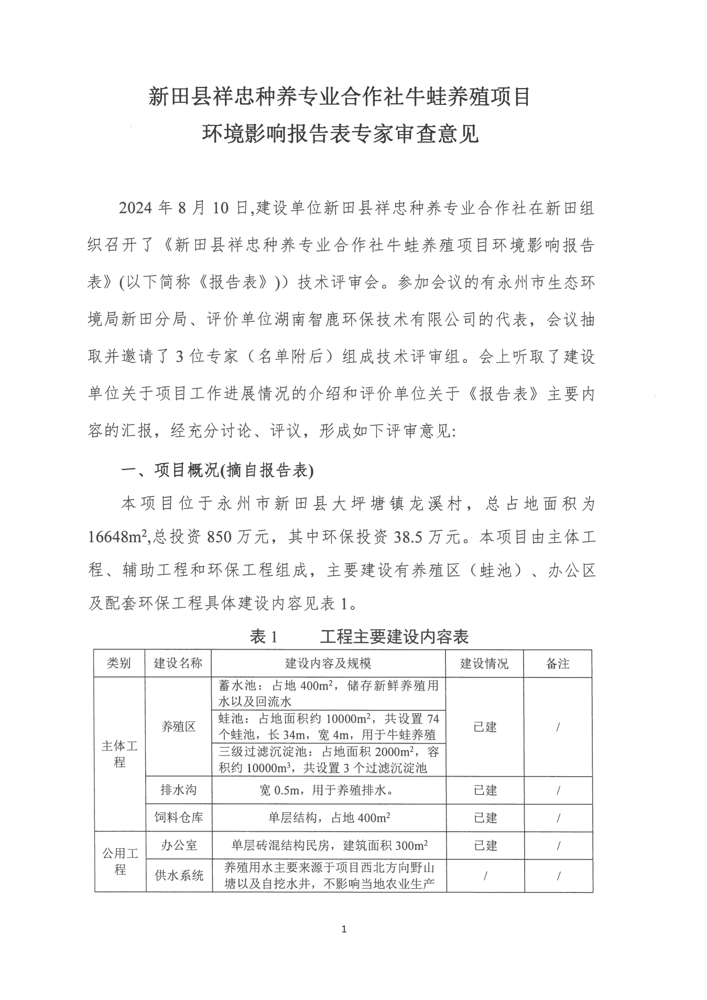 新田县祥忠种养专业合作社牛蛙养殖项目
环境影响报告表专家审查意见
2024 年 8 月 10 日,建设单位新田县祥忠种养专业合作社在新田组
织召开了《新田县祥忠种养专业合作社牛蛙养殖项目环境影响报告
表》(以下简称《报告表》)）技术评审会。参加会议的有永州市生态环
境局新田分局、评价单位湖南智鹿环保技术有限公司的代表，会议抽
取并邀请了 3 位专家（名单附后）组成技术评审组。会上听取了建设
单位关于项目工作进展情况的介绍和评价单位关于《报告表》主要内
容的汇报，经充分讨论、评议，形成如下评审意见:
一、项目概况(摘自报告表)
本项目位于永州市新田县大坪塘镇龙溪村，总占地面积为
16648m²,总投资 850 万元，其中环保投资 38.5 万元。本项目由主体工
程、辅助工程和环保工程组成，主要建设有养殖区（蛙池）、办公区
及配套环保工程具体建设内容见表 1。
表 1 工程主要建设内容表
类别 建设名称 建设内容及规模 建设情况 备注
主体工
程
养殖区
蓄水池：占地 400m²，储存新鲜养殖用
水以及回流水
蛙池：占地面积约 10000m²，共设置 74
个蛙池，长 34m，宽 4m，用于牛蛙养殖
三级过滤沉淀池：占地面积 2000m²，容
积约 10000m³，共设置 3 个过滤沉淀池
已建 /
排水沟 宽 0.5m，用于养殖排水。 已建 /
饲料仓库 单层结构，占地 400m² 已建 /
公用工
程
办公室 单层砖混结构民房，建筑面积 300m² 已建 /
供水系统
养殖用水主要来源于项目西北方向野山
塘以及自挖水井，不影响当地农业生产
/ /
1